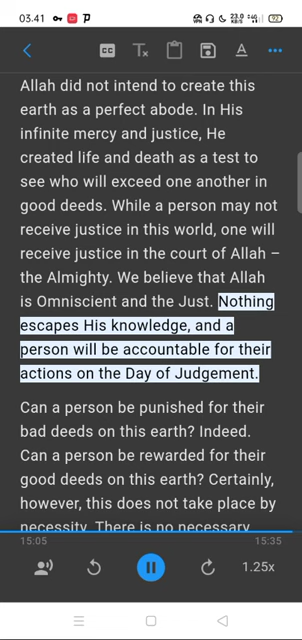 03.41
23.0 KB/S
92
CC
A
Allah did not intend to create this
earth as a perfect abode. In His
infinite mercy and justice, He
created life and death as a test to
see who will exceed one another in
good deeds. While a person may not
receive justice in this world, one will
receive justice in the court of Allah –
the Almighty. We believe that Allah
is Omniscient and the Just. Nothing
escapes His knowledge, and a
person will be accountable for their
actions on the Day of Judgement.
Can a person be punished for their
bad deeds on this earth? Indeed.
Can a person be rewarded for their
good deeds on this earth? Certainly,
however, this does not take place by
necessity. There is no necessary
15:05
15:35
1.25x